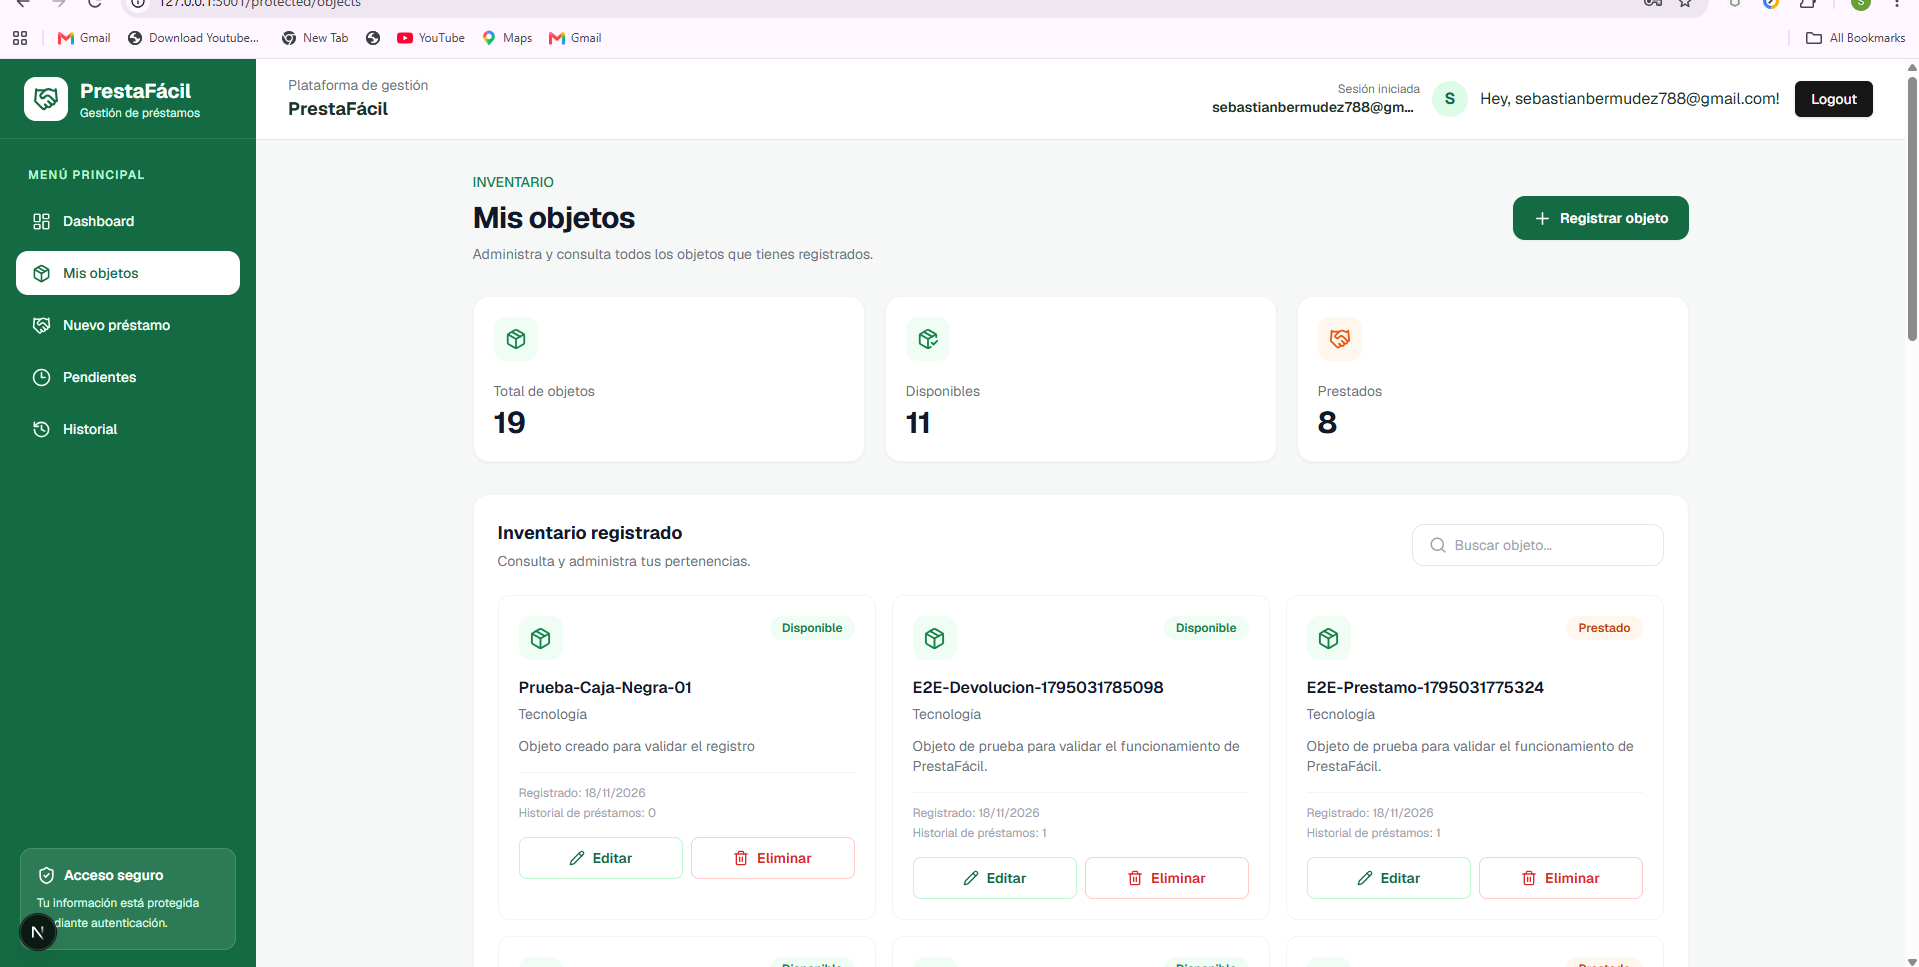 127.0.0.1:3001/protected/objects
Gmail
Download Youtube...
New Tab
YouTube
Maps
Gmail
All Bookmarks
PrestaFácil
Gestión de préstamos
MENÚ PRINCIPAL
Dashboard
Mis objetos
Nuevo préstamo
Pendientes
Historial
Acceso seguro
Tu información está protegida
diante autenticación.
N
Plataforma de gestión
PrestaFácil
Sesión iniciada
sebastianbermudez788@gm...
S
Hey, sebastianbermudez788@gmail.com!
Logout
INVENTARIO
Mis objetos
Administra y consulta todos los objetos que tienes registrados.
Registrar objeto
Total de objetos
19
Disponibles
11
Prestados
8
Inventario registrado
Consulta y administra tus pertenencias.
Buscar objeto...
Disponible
Prueba-Caja-Negra-01
Tecnología
Objeto creado para validar el registro
Registrado: 18/11/2026
Historial de préstamos: 0
Editar
Eliminar
Disponible
E2E-Devolucion-1795031785098
Tecnología
Objeto de prueba para validar el funcionamiento de
PrestaFácil.
Registrado: 18/11/2026
Historial de préstamos: 1
Editar
Eliminar
Prestado
E2E-Prestamo-1795031775324
Tecnología
Objeto de prueba para validar el funcionamiento de
PrestaFácil.
Registrado: 18/11/2026
Historial de préstamos: 1
Editar
Eliminar
Disponible
Disponible
Prestado